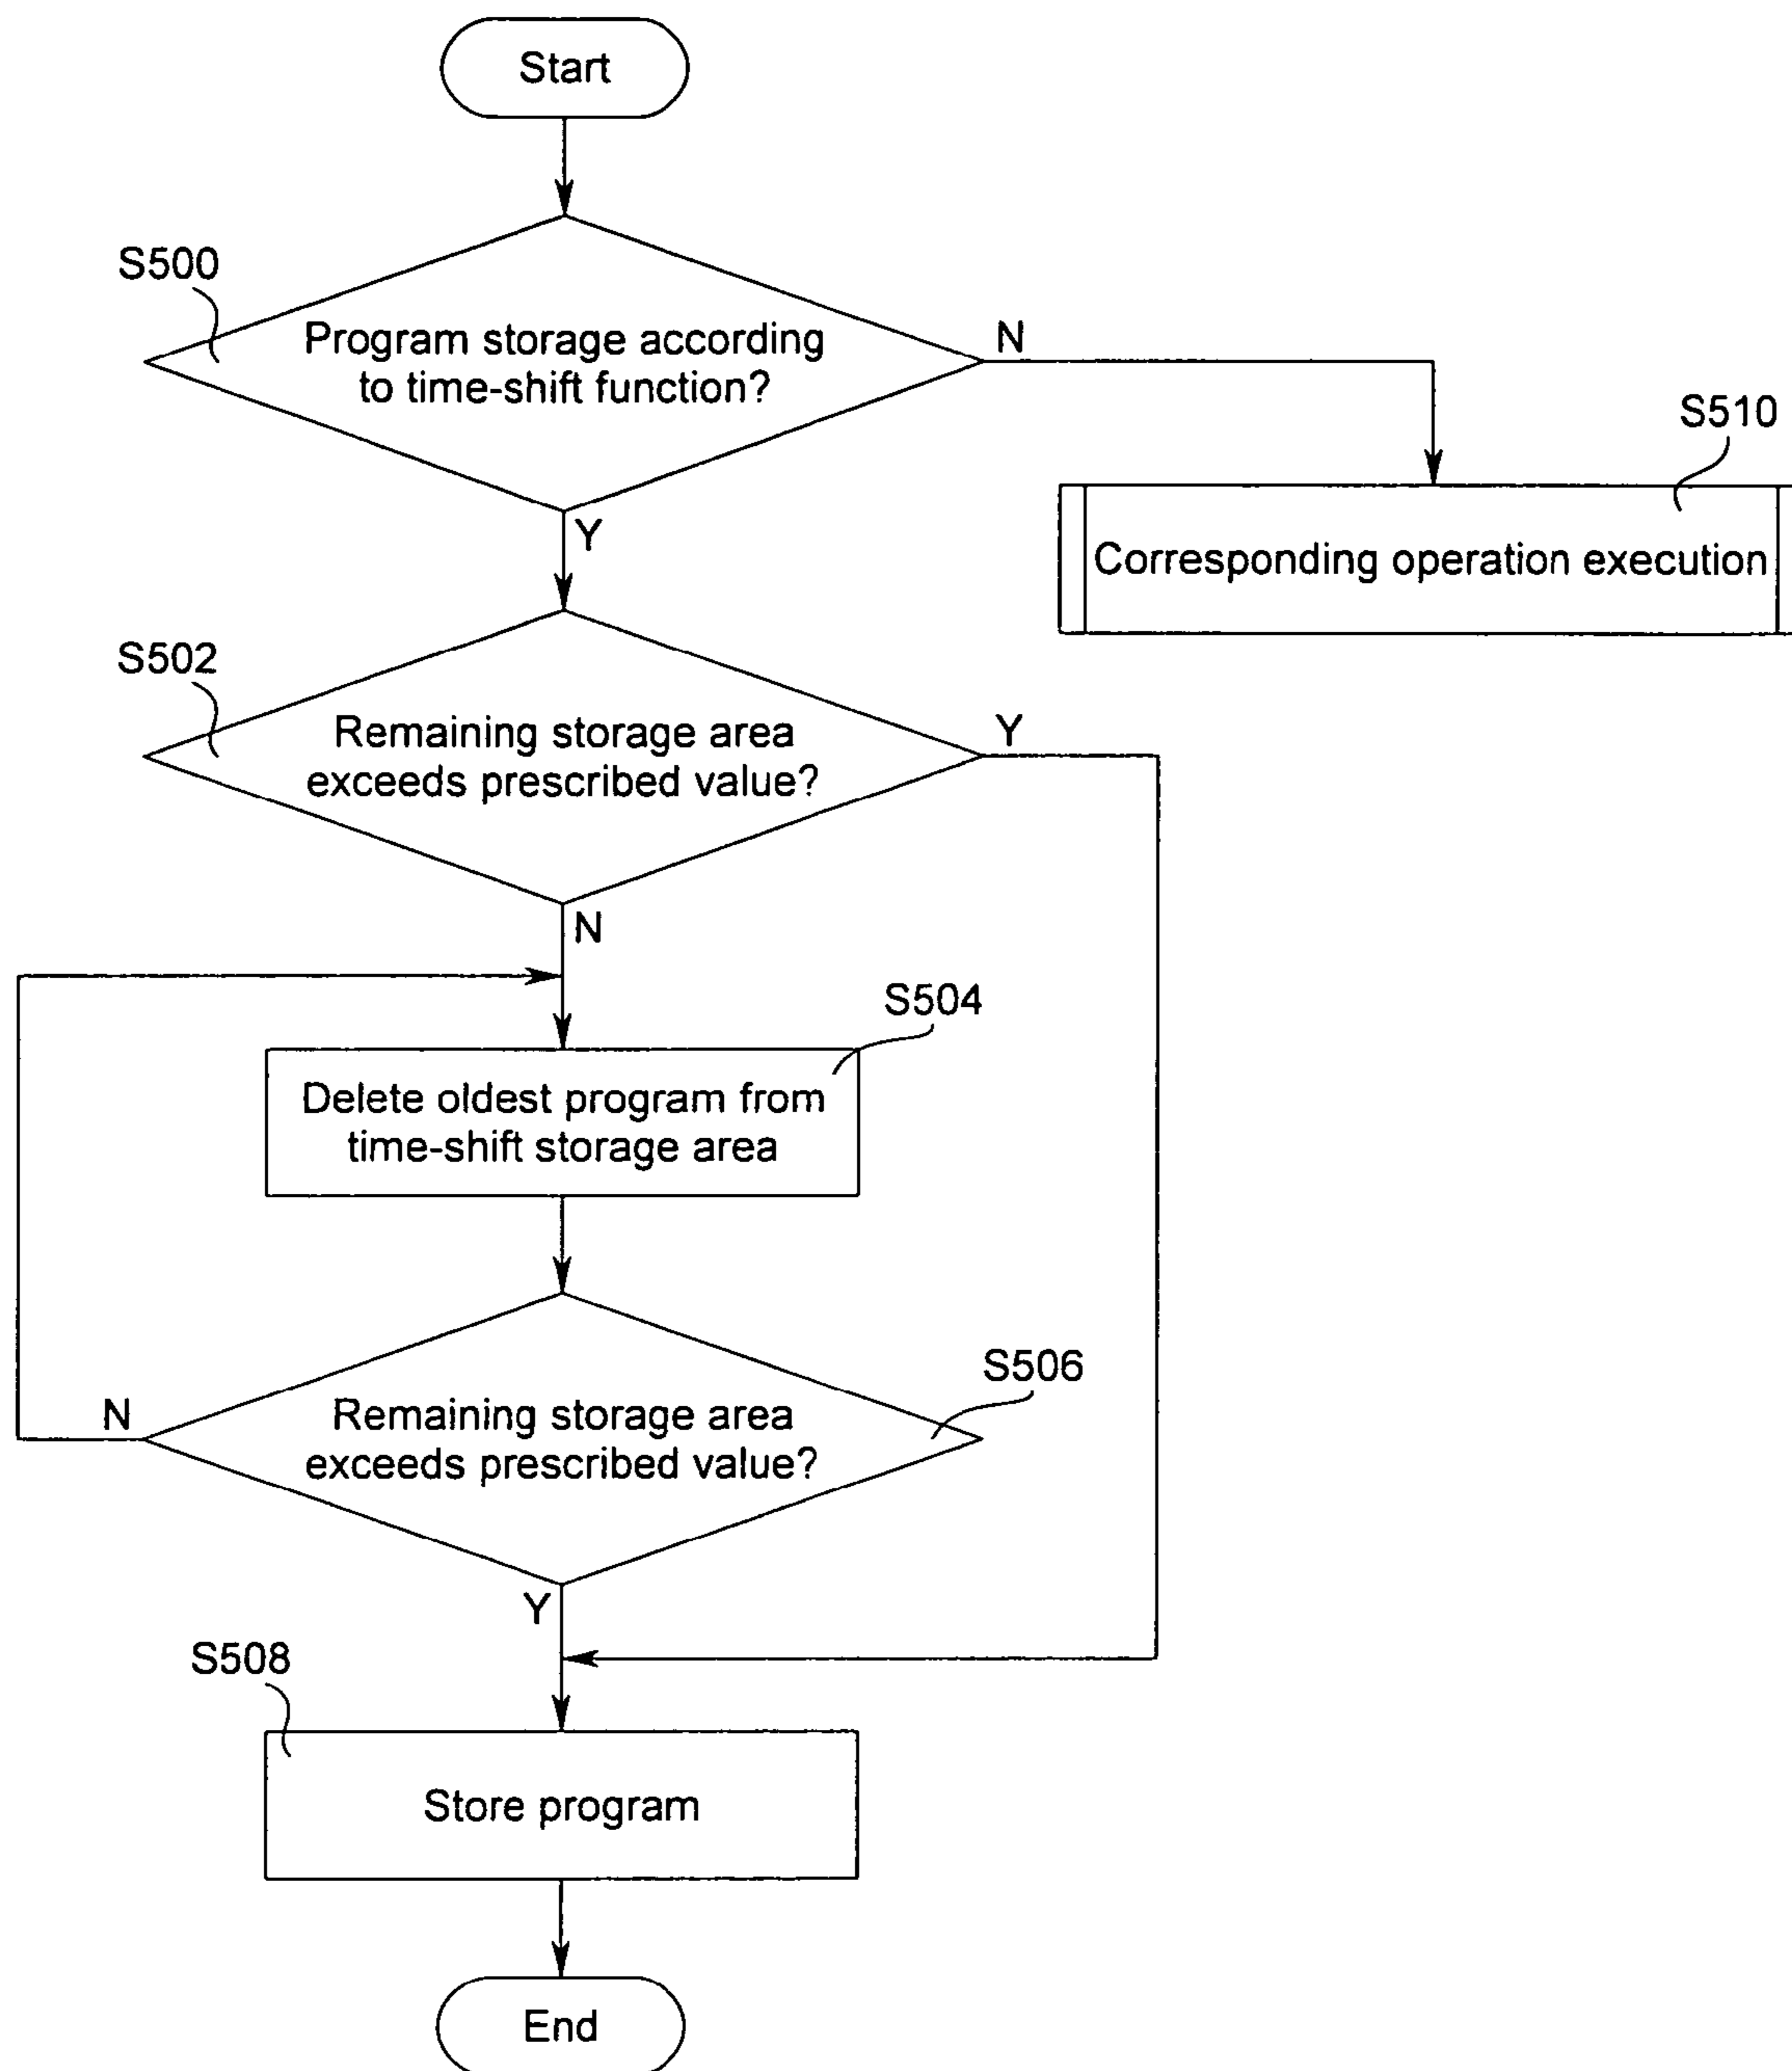 Start
S500
Program storage according
to time-shift function?
N
Y
S510
Corresponding operation execution
S502
Remaining storage area
exceeds prescribed value?
Y
N
S504
Delete oldest program from
time-shift storage area
S506
Remaining storage area
exceeds prescribed value?
N
Y
S508
Store program
End